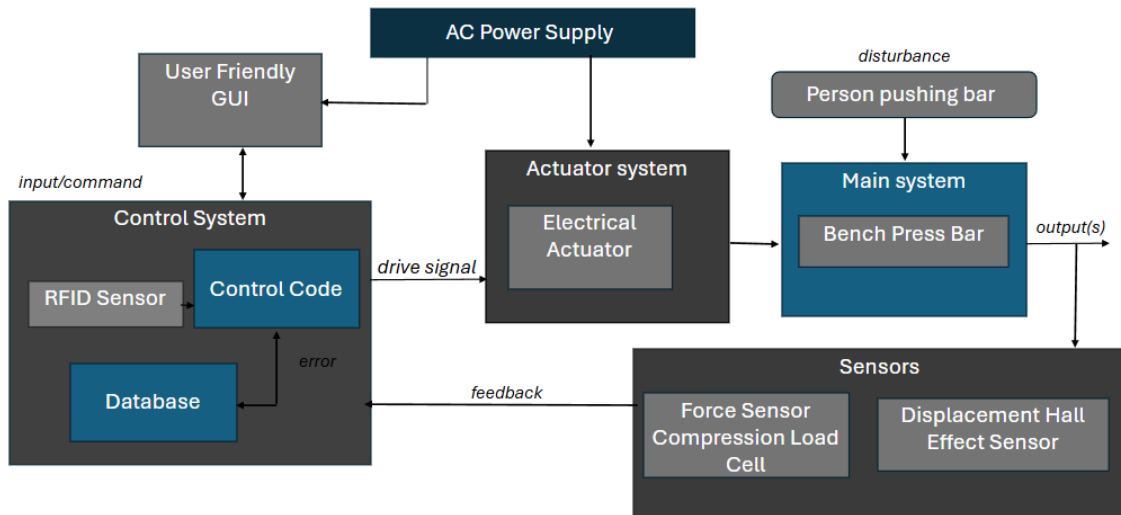 AC Power Supply
User Friendly
GUI
disturbance
Person pushing bar
input/command
Control System
RFID Sensor
Control Code
error
Database
drive signal
Actuator system
Electrical
Actuator
Main system
Bench Press Bar
output(s)
feedback
Sensors
Force Sensor
Compression Load
Cell
Displacement Hall
Effect Sensor